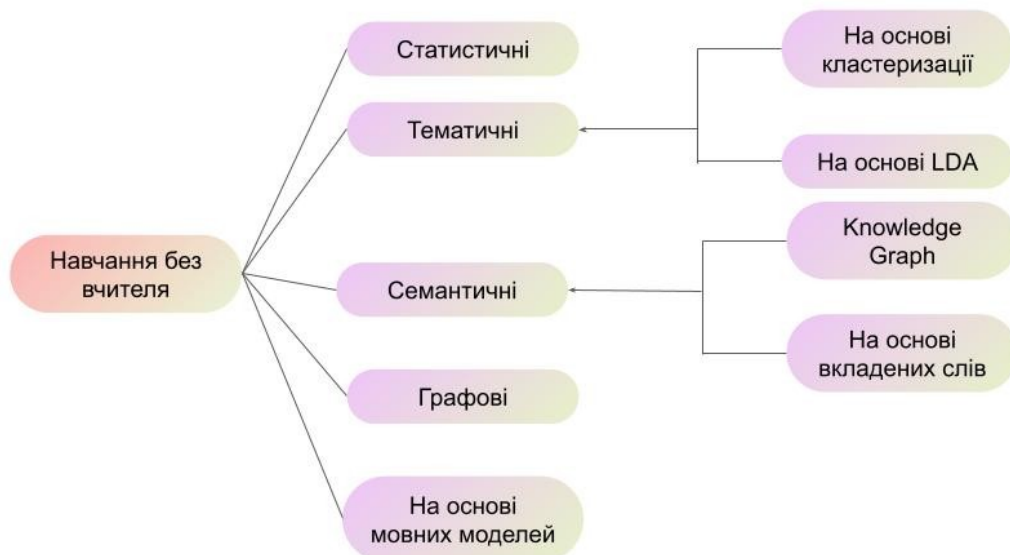 Статистичні
Тематичні
На основі
кластеризації
На основі LDA
Навчання без
вчителя
Семантичні
Knowledge
Graph
На основі
вкладених слів
Графові
На основі
мовних моделей